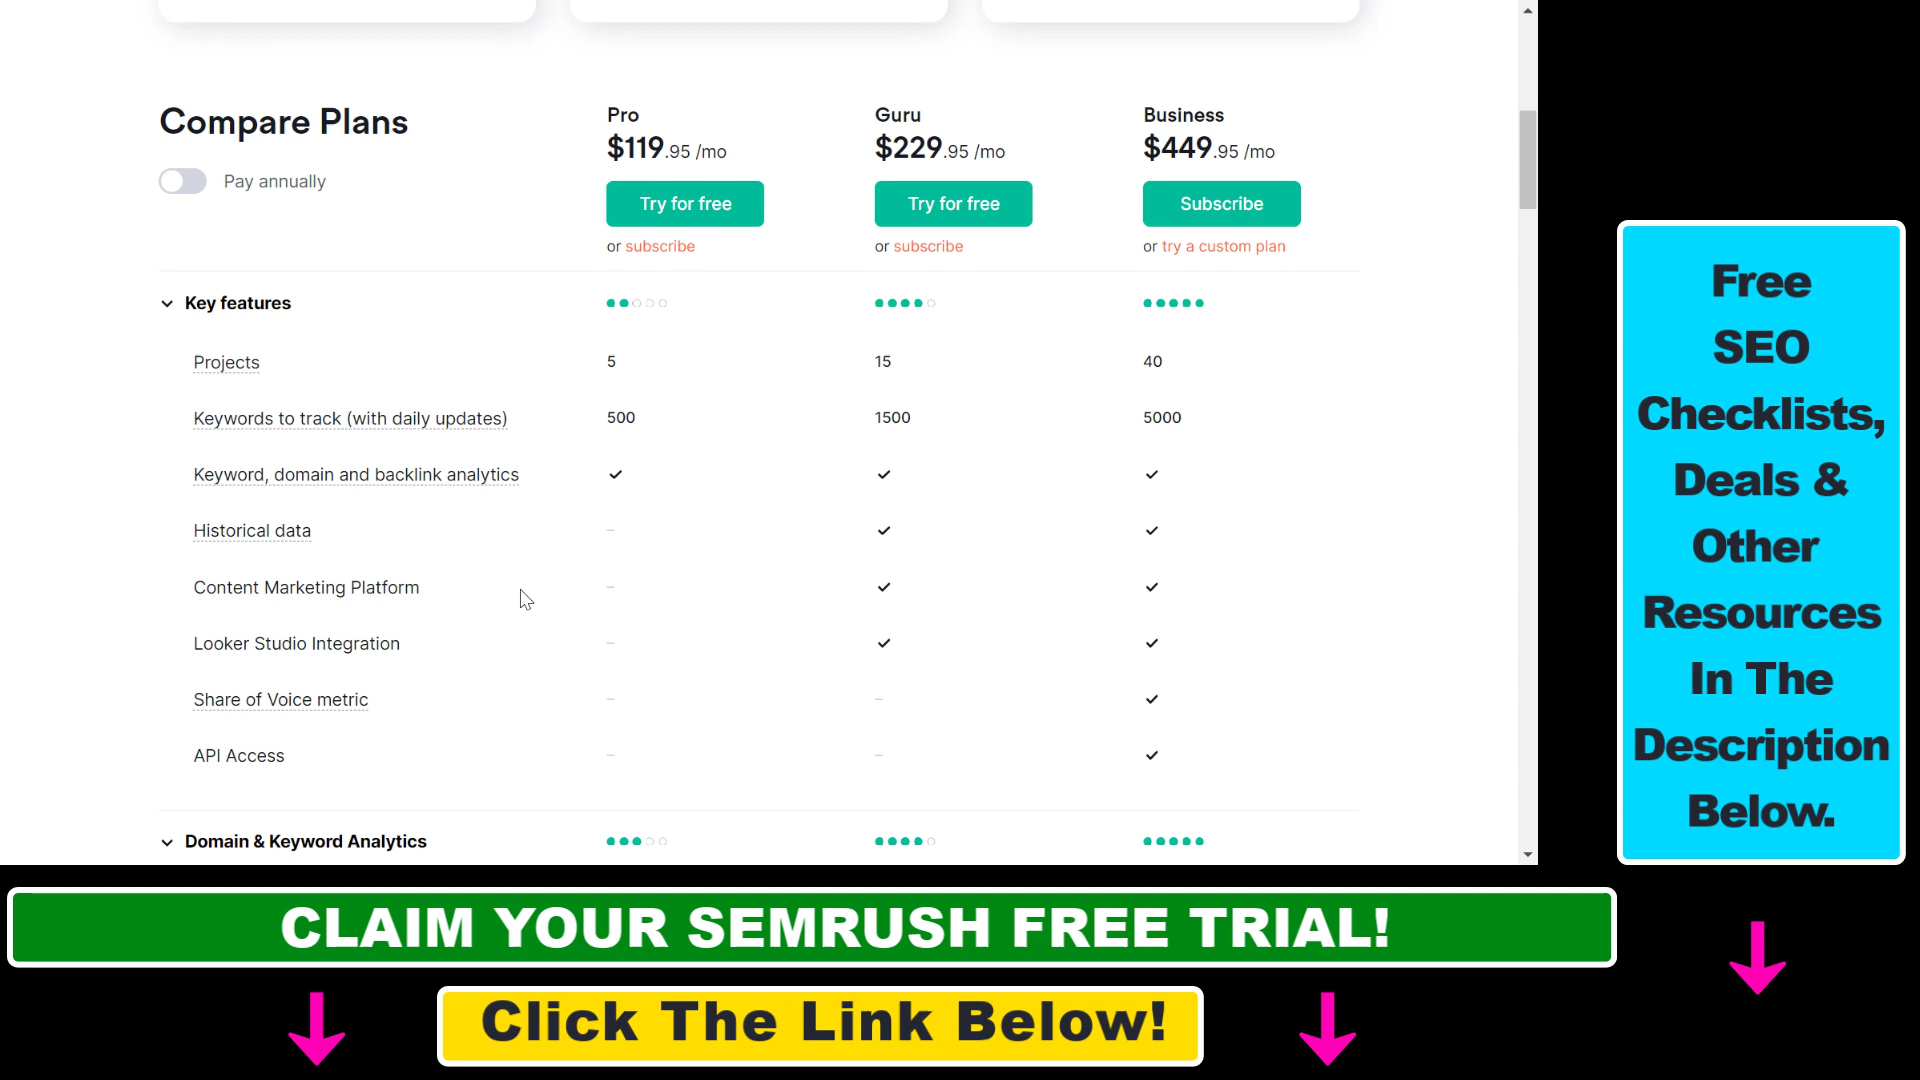 Compare Plans
Pay annually
Pro
$119.95 /mo
Try for free
or subscribe
Guru
$229.95 /mo
Try for free
or subscribe
Business
$449.95 /mo
Subscribe
or try a custom plan
Key features
Projects 5 15 40
Keywords to track (with daily updates) 500 1500 5000
Keyword, domain and backlink analytics
Historical data
Content Marketing Platform
Looker Studio Integration
Share of Voice metric
API Access
Domain & Keyword Analytics
Free
SEO
Checklists,
Deals &
Other
Resources
In The
Description
Below.
CLAIM YOUR SEMRUSH FREE TRIAL!
Click The Link Below!